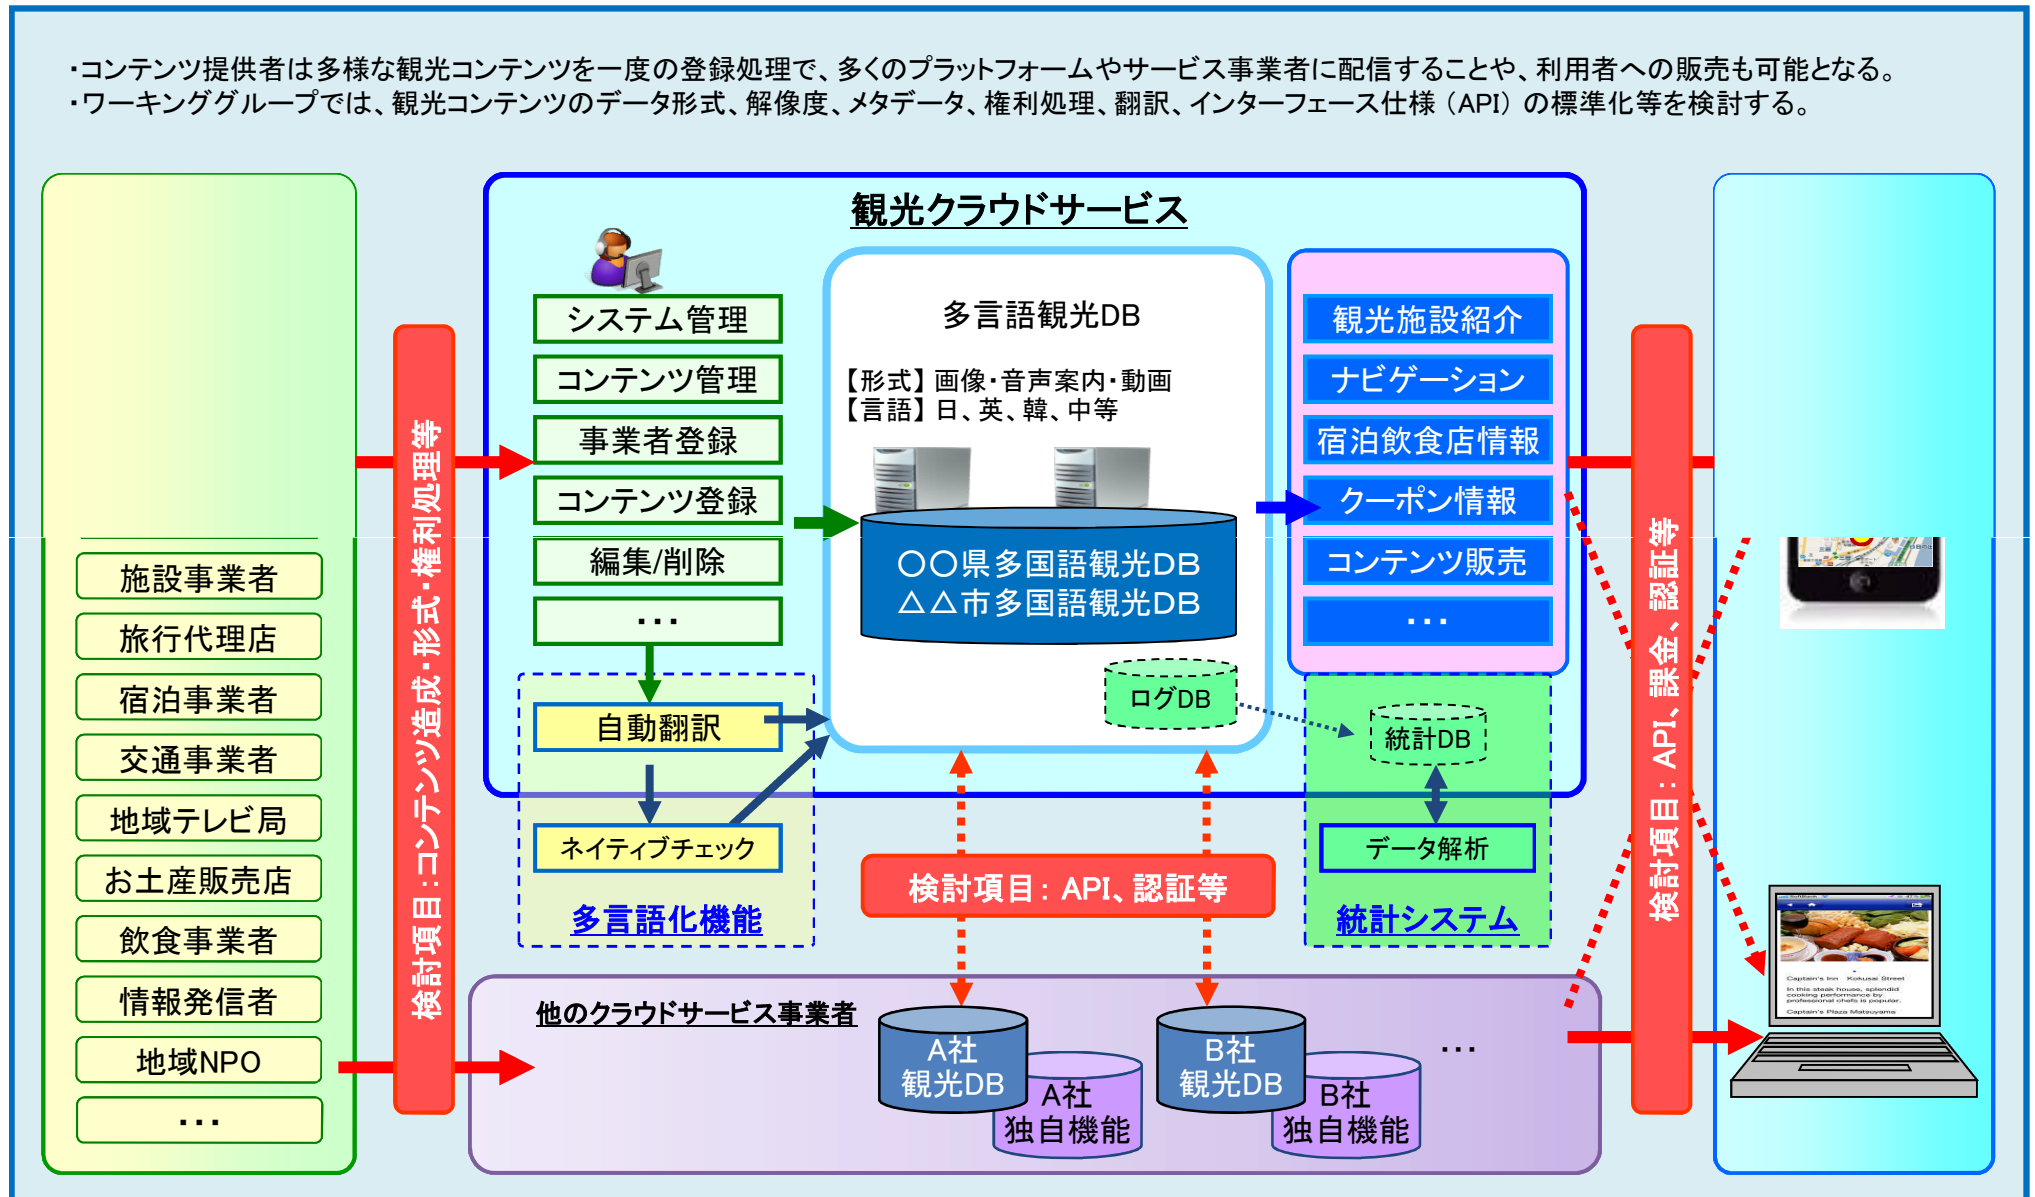 ・コンテンツ提供者は多様な観光コンテンツを一度の登録処理で、多くのプラットフォームやサービス事業者に配信することや、利用者への販売も可能となる。
・ワーキンググループでは、観光コンテンツのデータ形式、解像度、メタデータ、権利処理、翻訳、インターフェース仕様（API）の標準化等を検討する。
施設事業者
旅行代理店
宿泊事業者
交通事業者
地域テレビ局
お土産販売店
飲食事業者
情報発信者
地域NPO
・・・
検討項目：コンテンツ造成・形式・権利処理等
観光クラウドサービス
システム管理
コンテンツ管理
事業者登録
コンテンツ登録
編集/削除
・・・
自動翻訳
ネイティブチェック
多言語化機能
多言語観光DB
【形式】画像・音声案内・動画
【言語】日、英、韓、中等
〇〇県多国語観光DB
△△市多国語観光DB
ログDB
観光施設紹介
ナビゲーション
宿泊飲食店情報
クーポン情報
コンテンツ販売
・・・
統計DB
データ解析
統計システム
検討項目：API、認証等
他のクラウドサービス事業者
A社
観光DB
A社
独自機能
B社
観光DB
B社
独自機能
・・・
検討項目：API、課金、認証等
Captain's Inn Kokusai Street
In this steak house, splendid
cooking performance by
professional chefs is popular.
Captain's Plaza Matsuyama